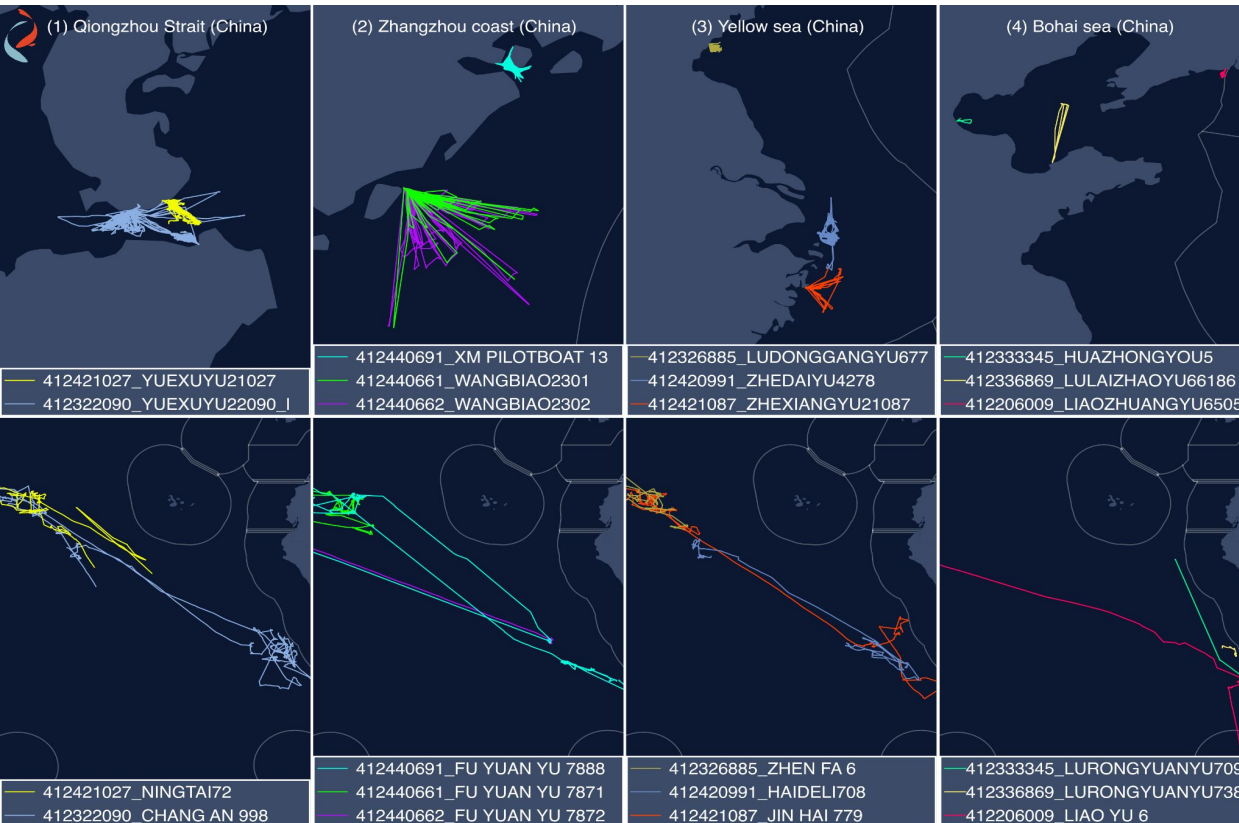 (1) Qiongzhou Strait (China)
(2) Zhangzhou coast (China)
(3) Yellow sea (China)
(4) Bohai sea (China)
412421027_YUEXUYU21027
412322090_YUEXUYU22090_I
412440691_XM PILOTBOAT 13
412440661_WANGBIAO2301
412440662_WANGBIAO2302
412326885_LUDONGGANGYU677
412420991_ZHEDAIYU4278
412421087_ZHEXIANGYU21087
412333345_HUAZHONGYOU5
412336869_LULAIZHAOYU66186
412206009_LIAOZHUANGYU6505
412421027_NINGTAI72
412322090_CHANG AN 998
412440691_FU YUAN YU 7888
412440661_FU YUAN YU 7871
412440662_FU YUAN YU 7872
412326885_ZHEN FA 6
412420991_HAIDELI708
412421087_JIN HAI 779
412333345_LURONGYUANYU709
412336869_LURONGYUANYU738
412206009_LIAO YU 6